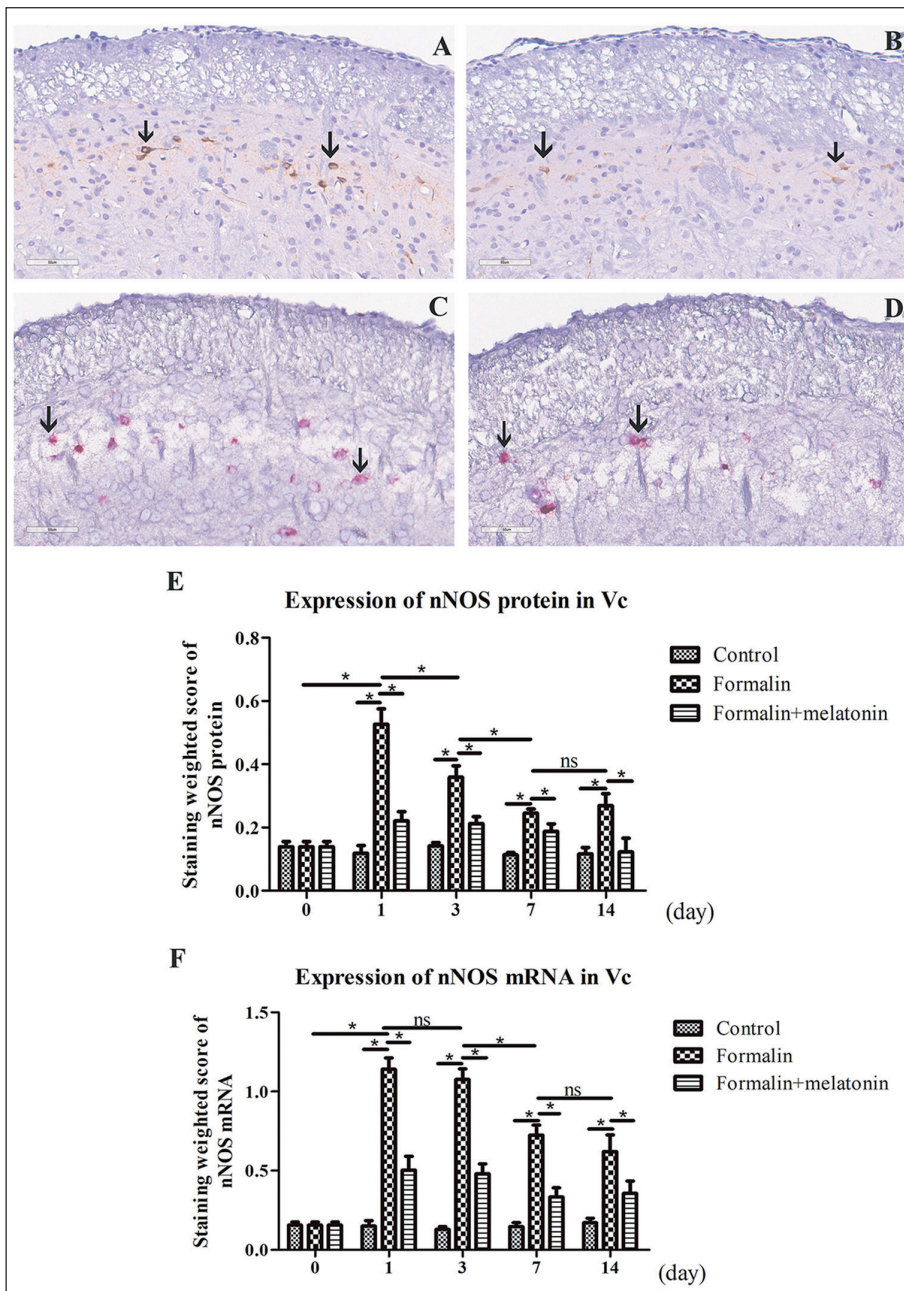 A
B
C
D
E
Expression of nNOS protein in Vc
Staining weighted score of
nNOS protein
0.8
0.6
0.4
0.2
0.0
* * * * * * * ns * * * *
0 1 3 7 14 (day)
Control
Formalin
Formalin+melatonin
F
Expression of nNOS mRNA in Vc
Staining weighted score of
nNOS mRNA
1.5
1.0
0.5
0.0
* ns * * * * * ns * * * *
0 1 3 7 14 (day)
Control
Formalin
Formalin+melatonin